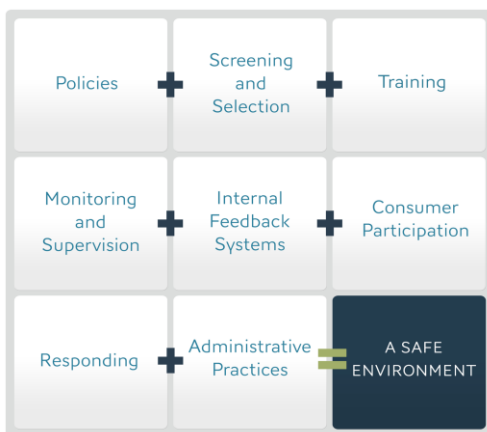 Policies
Screening
and
Selection
Training
Monitoring
and
Supervision
Internal
Feedback
Systems
Consumer
Participation
Responding
Administrative
Practices
A SAFE
ENVIRONMENT